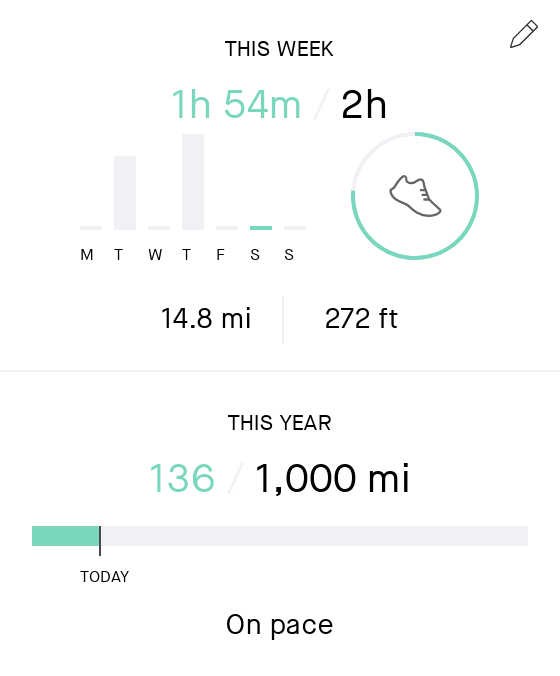 THIS WEEK
1h 54m / 2h
M T W T F S S
14.8 mi 272 ft
THIS YEAR
136 / 1,000 mi
TODAY
On pace